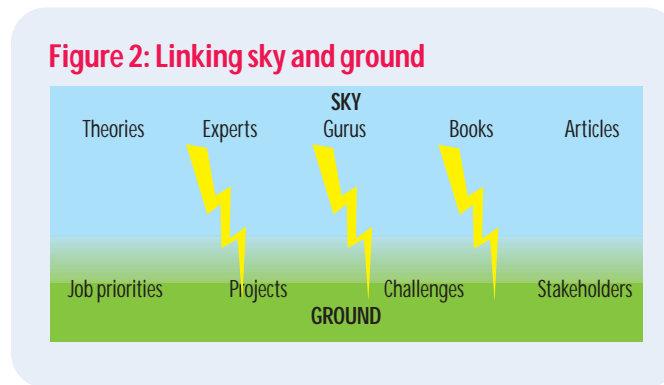 Figure 2: Linking sky and ground
SKY
Theories Experts Gurus Books Articles
Job priorities Projects Challenges Stakeholders
GROUND